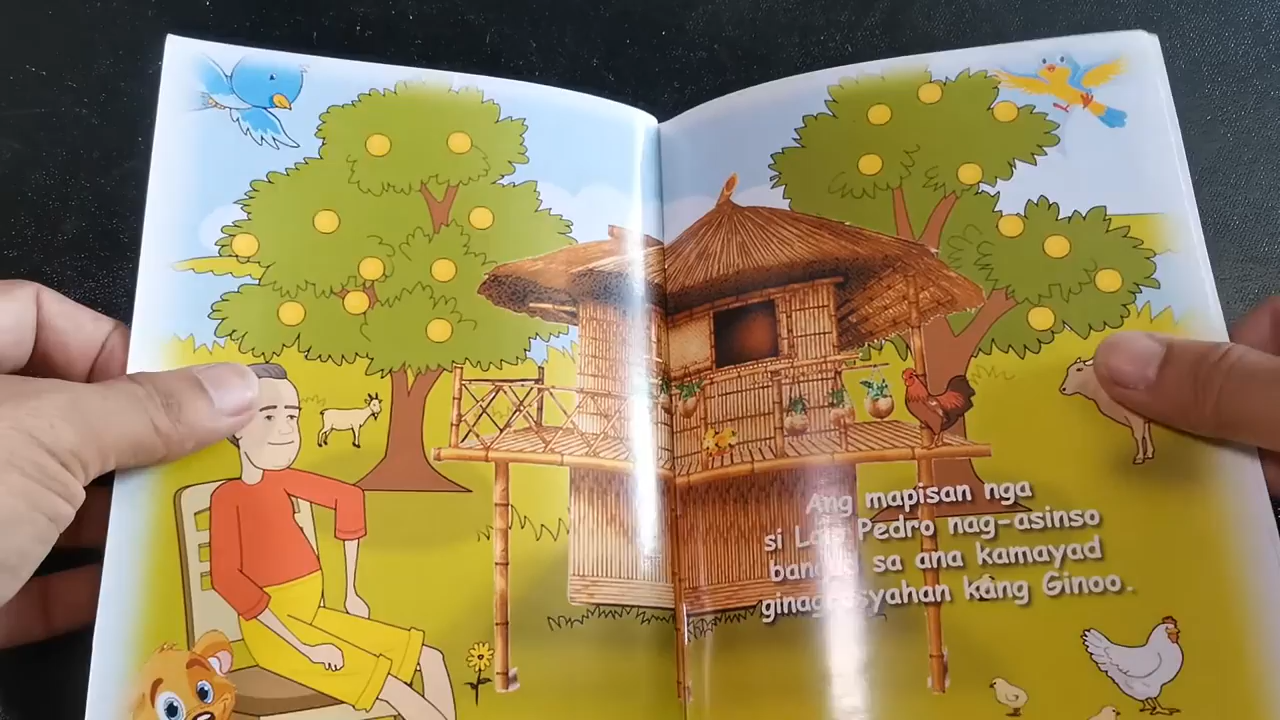 Ang mapisan nga
si Pedro nag-asinso
sa ana kamayad
kang Ginoo.